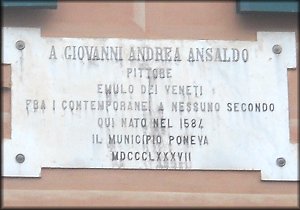 A GIOVANNI ANDREA ANSALDO
PITTORE
EMULO DEI VENETI
FRA I CONTEMPORANEI A NESSUNO SECONDO
QUI NATO NEL 1584
IL MUNICIPIO PONEVA
MDCCCLXXXVII